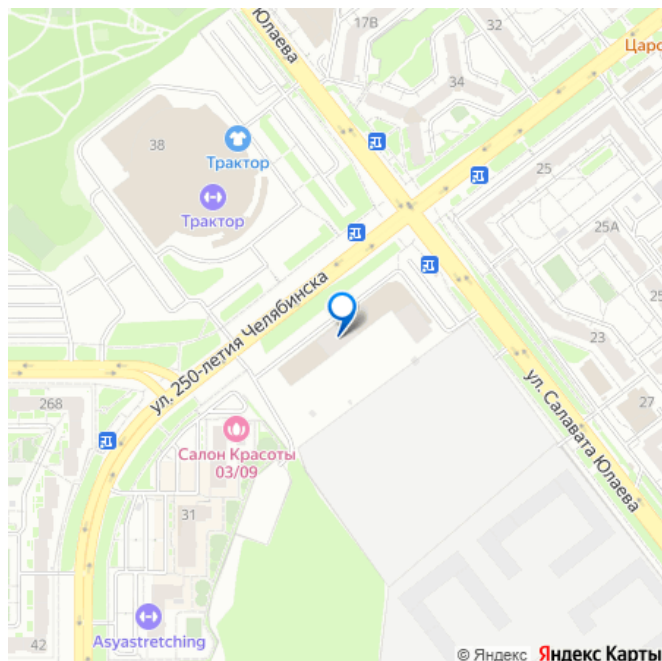 Юлаева
17В
32
Царс
34
38
Трактор
25
Трактор
25А
ул. 250-летия Челябинска
23
268
27
ул. Салавата Юлаева
Салон Красоты
03/09
31
Asyastretching
42
© Яндекс Яндекс Карты